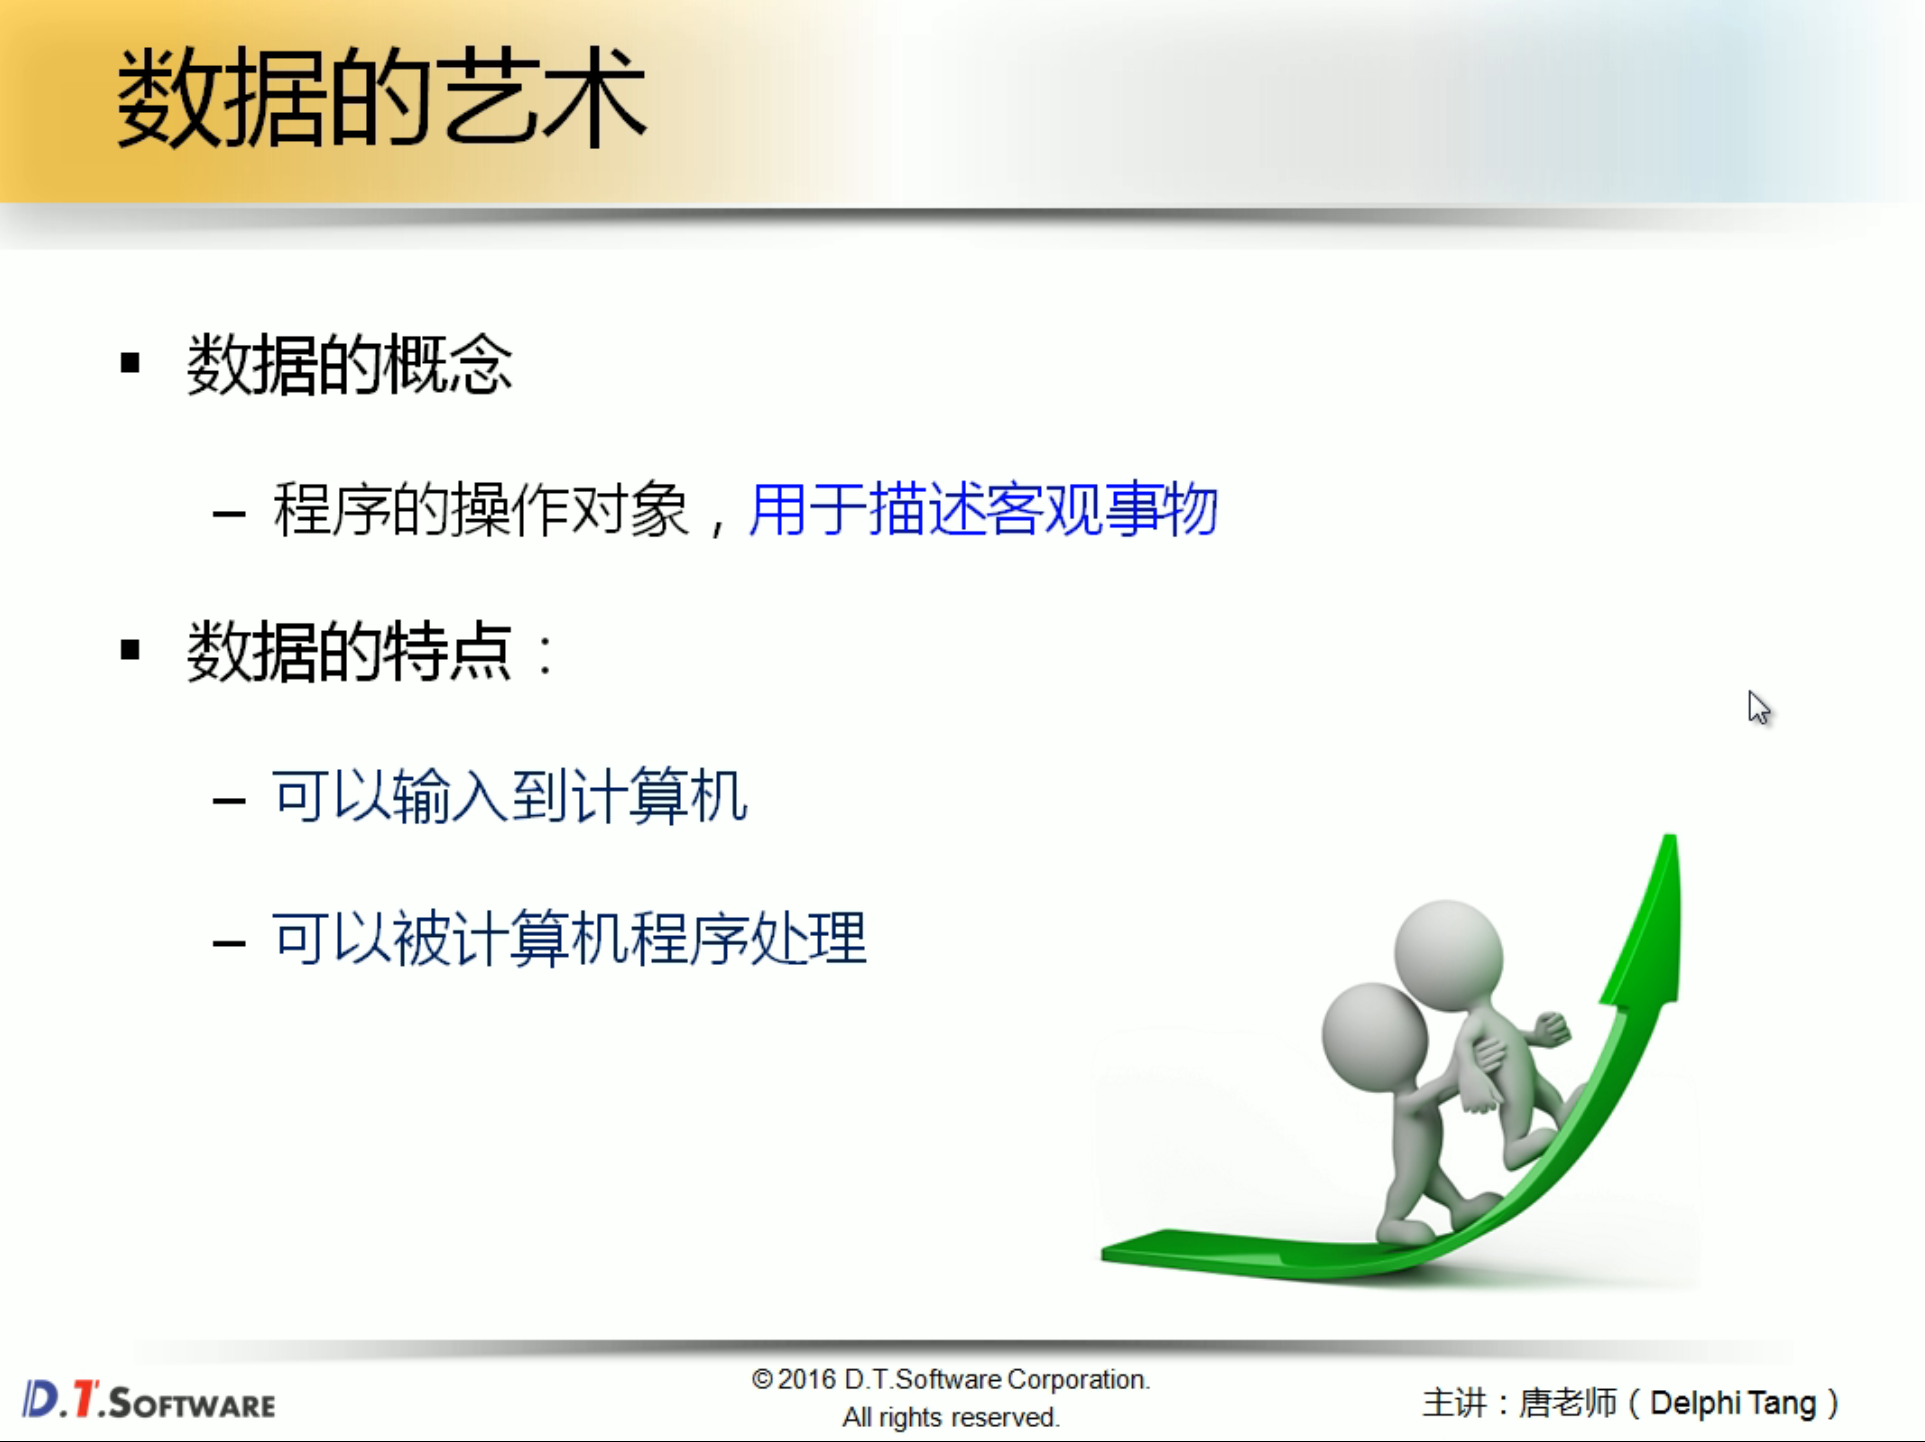 数据的艺术
▪ 数据的概念
– 程序的操作对象，用于描述客观事物
▪ 数据的特点：
– 可以输入到计算机
– 可以被计算机程序处理
D.T.SOFTWARE
© 2016 D.T.Software Corporation.
All rights reserved.
主讲：唐老师（Delphi Tang）